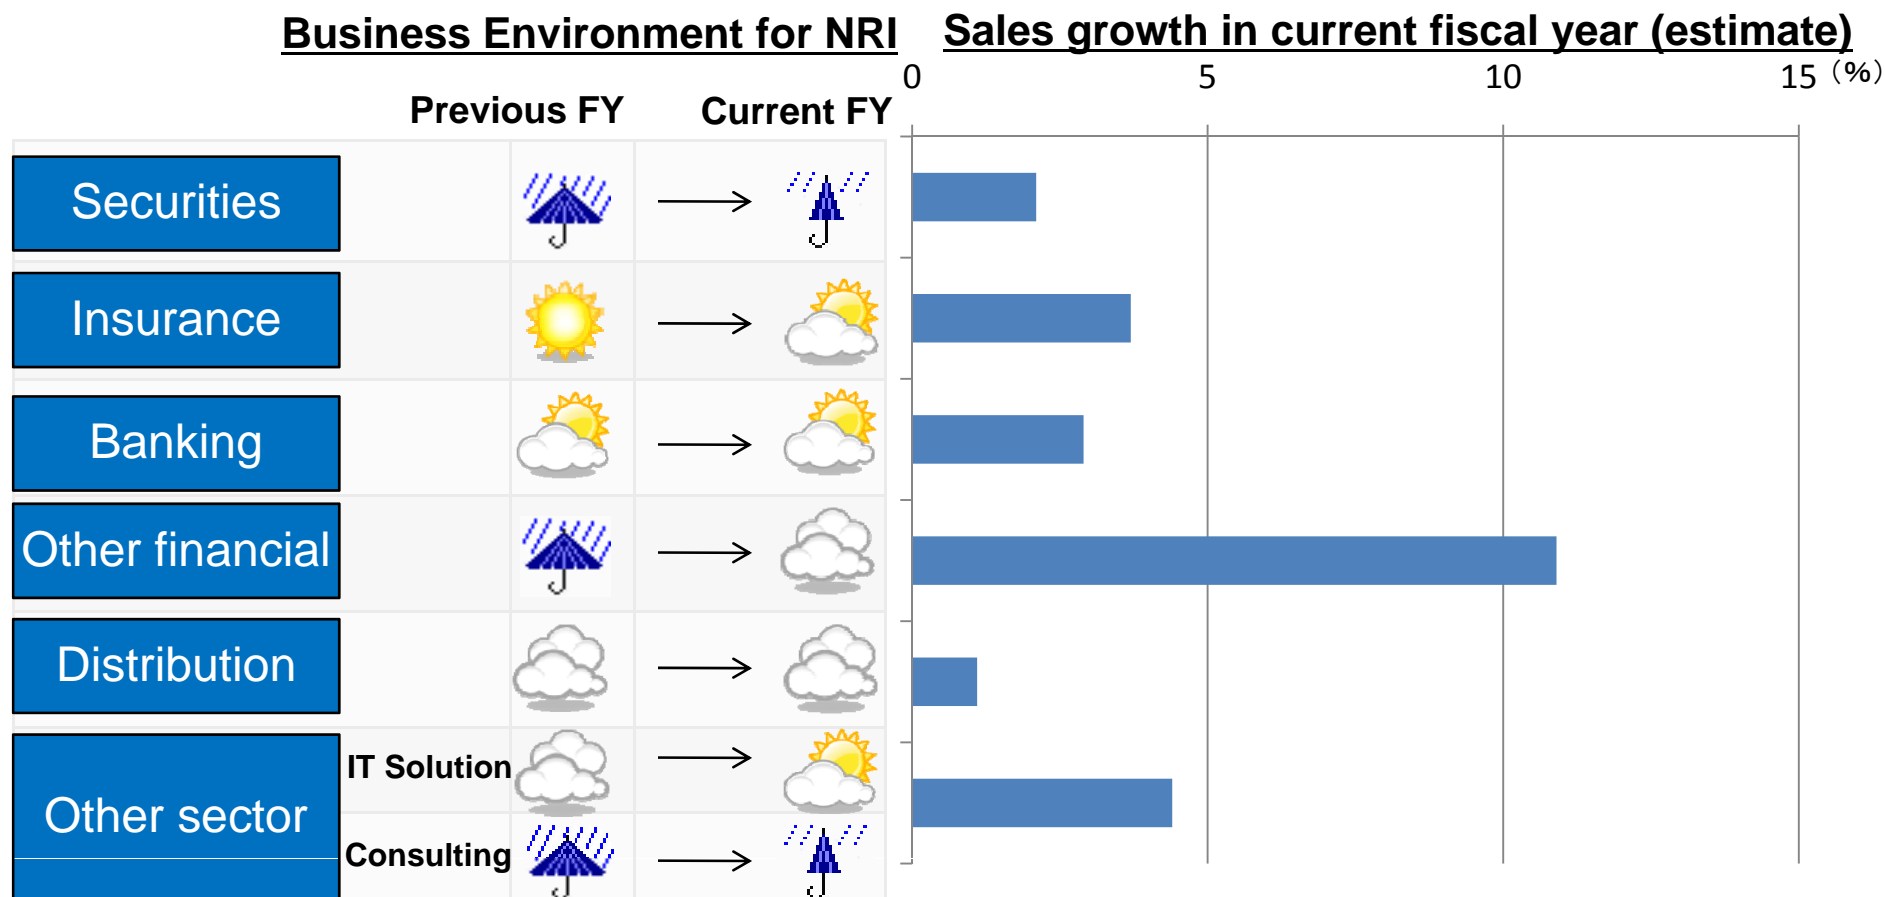 Business Environment for NRI
Sales growth in current fiscal year (estimate)
0 5 10 15 （%）
Previous FY Current FY
Securities
Insurance
Banking
Other financial
Distribution
IT Solution
Other sector
Consulting